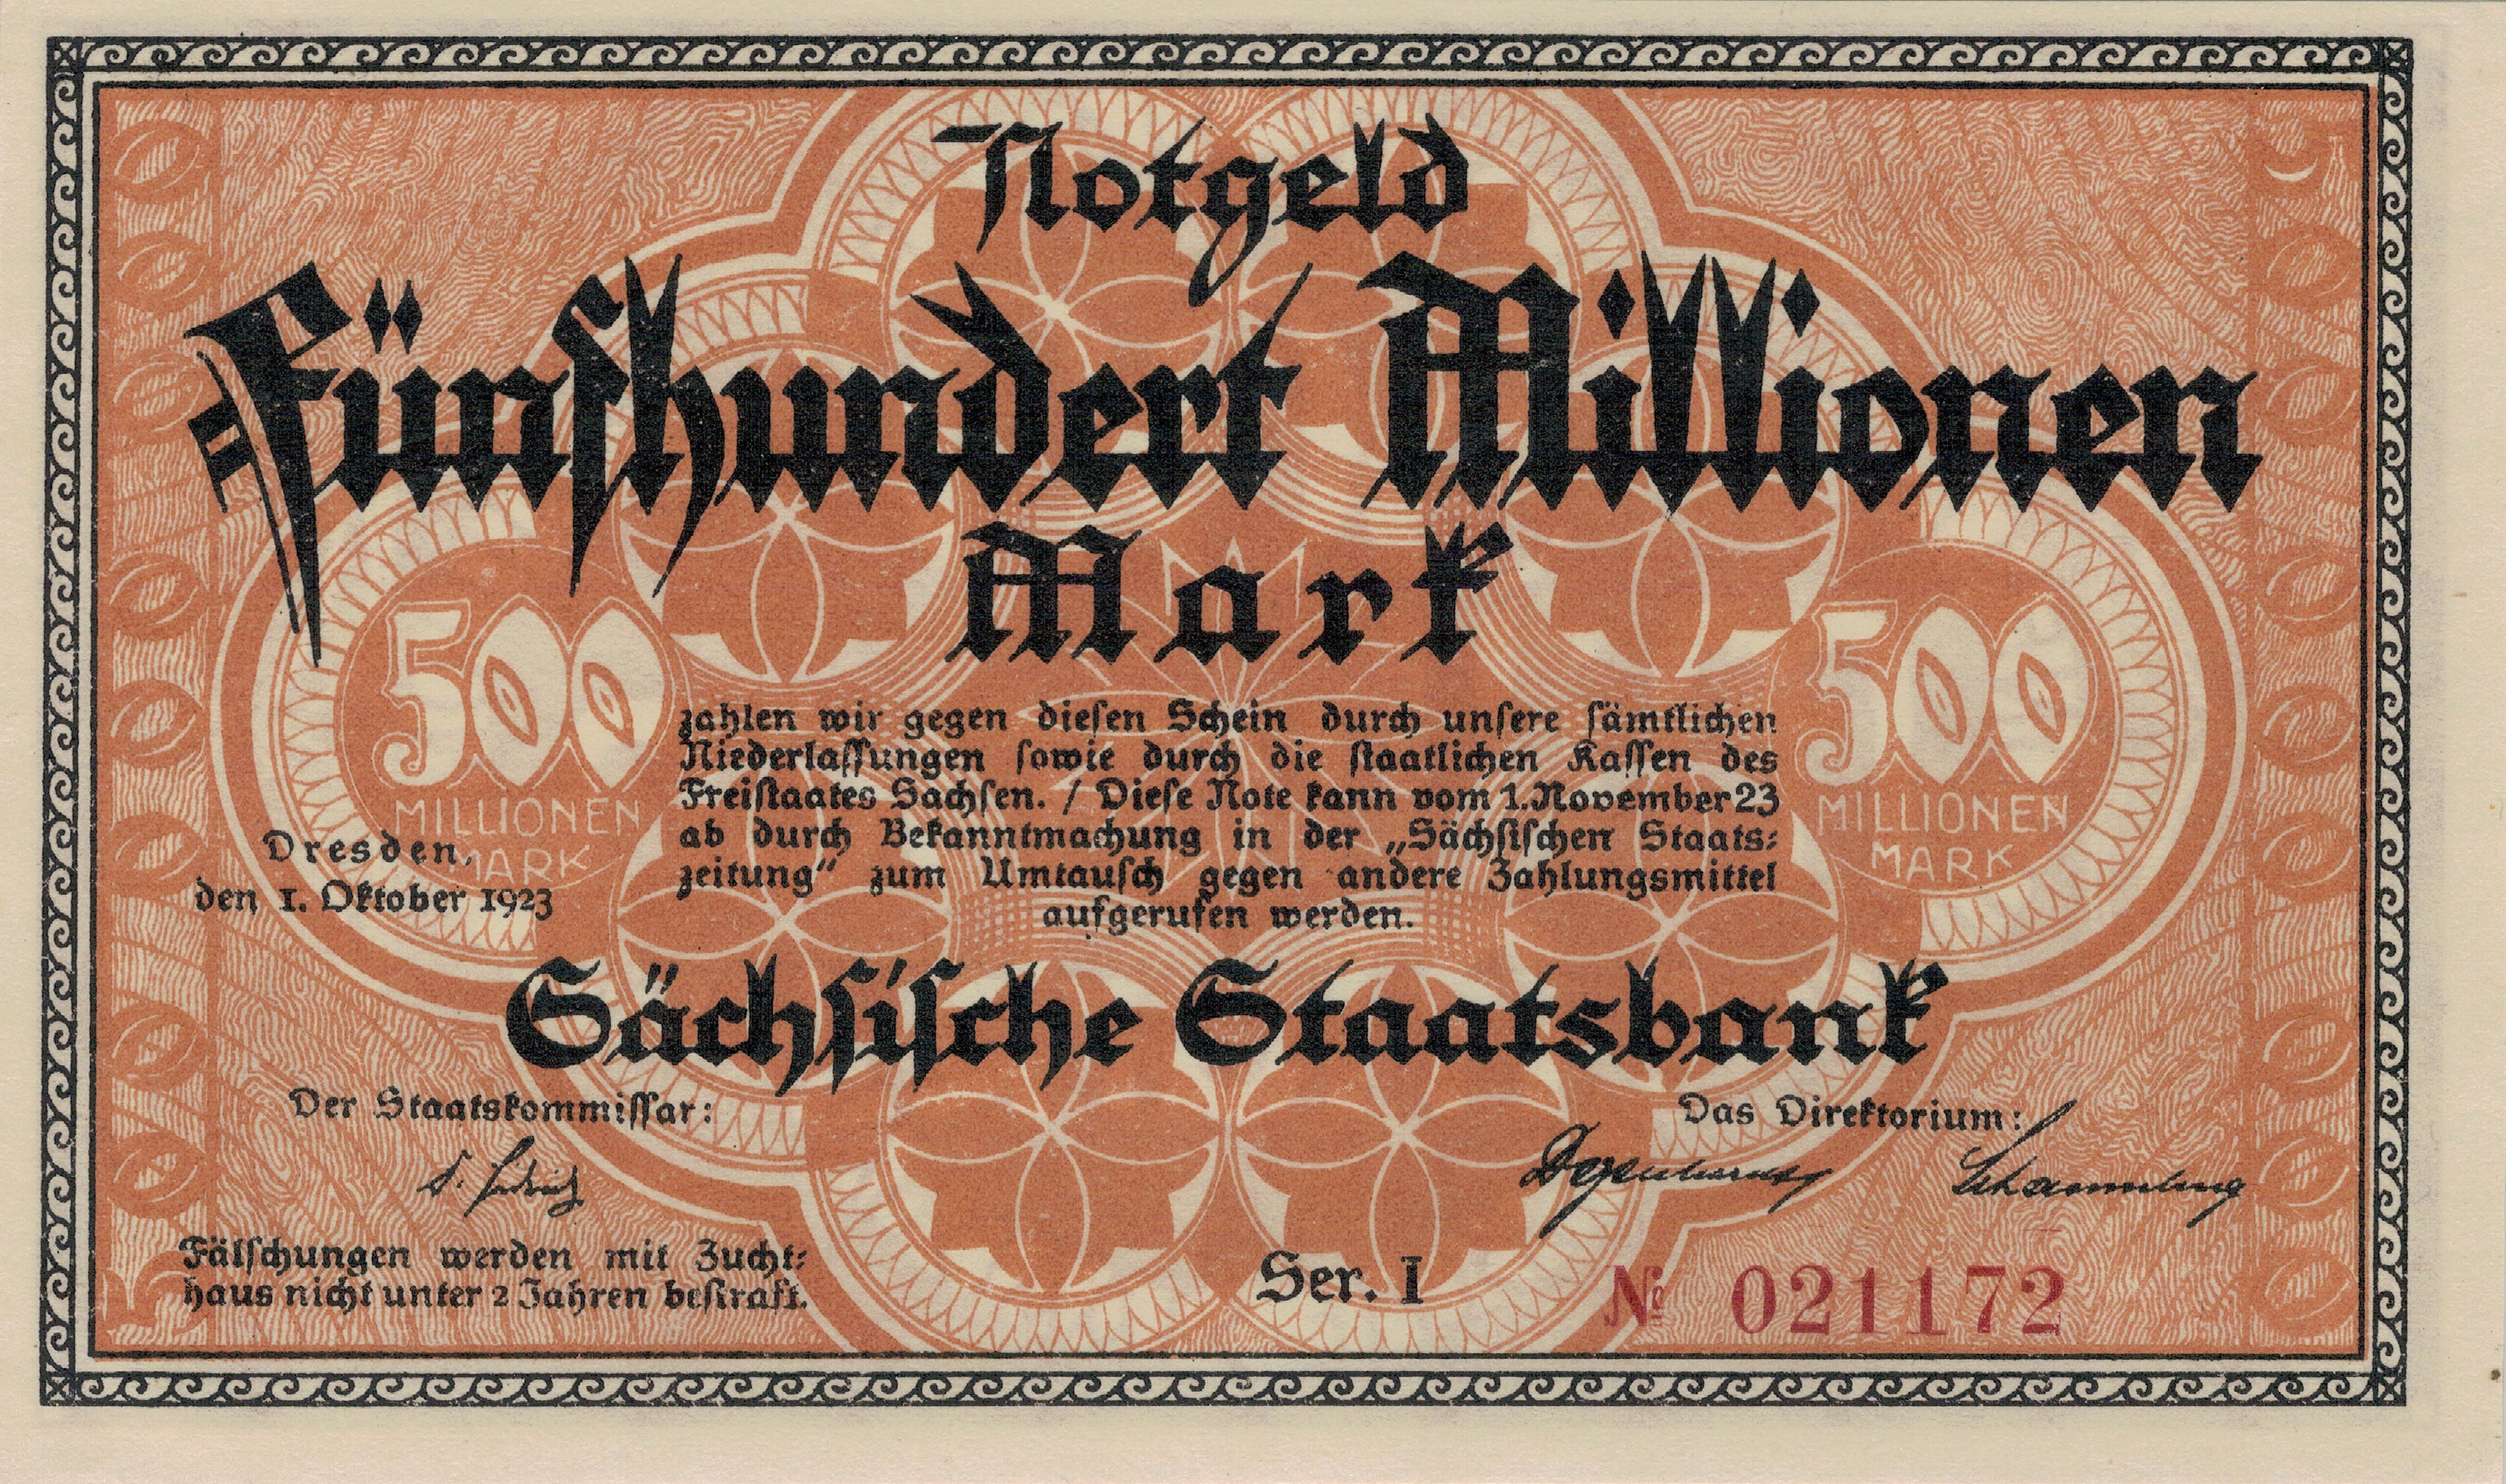 Notgeld
Fünfhundert Millionen
Mark
500
MILLIONEN
MARK
500
MILLIONEN
MARK
zahlen wir gegen diesen Schein durch unsere sämtlichen
Niederlassungen sowie durch die staatlichen Kassen des
Freistaates Sachsen. / Diese Note kann vom 1. November 23
ab durch Bekanntmachung in der „Sächsischen Staats⸗
zeitung“ zum Umtausch gegen andere Zahlungsmittel
aufgerufen werden.
Dresden,
den 1. Oktober 1923
Sächsische Staatsbank
Der Staatskommissar:
Das Direktorium:
Degenhardt
Fälschungen werden mit Zucht⸗
haus nicht unter 2 Jahren bestraft.
Ser. I
№ 021172